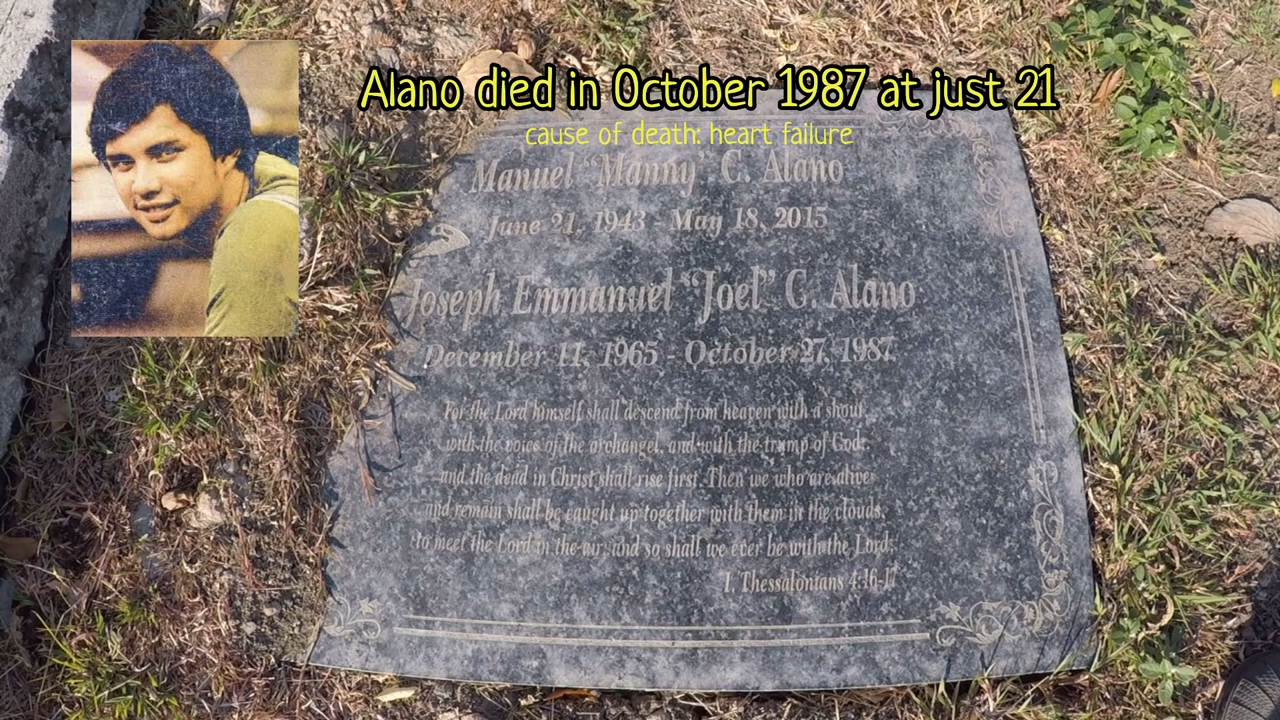 Alano died in October 1987 at just 21
cause of death: heart failure
Manuel "Manny" C. Alano
June 21, 1943 - May 18, 2015
Joseph Emmanuel "Joel" G. Alano
December 11, 1965 - October 27, 1987
For the Lord himself shall descend from heaven with a shout,
with the voice of the archangel, and with the trump of God:
and the dead in Christ shall rise first. Then we who are alive
and remain shall be caught up together with them in the clouds,
to meet the Lord in the air, and so shall we ever be with the Lord.
I. Thessalonians 4:16-17